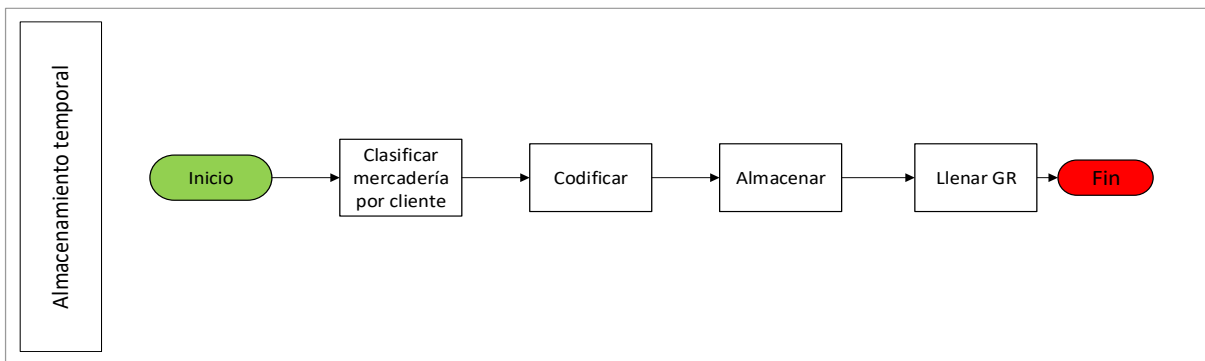 Almacenamiento temporal
Inicio
Clasificar
mercadería
por cliente
Codificar
Almacenar
Llenar GR
Fin